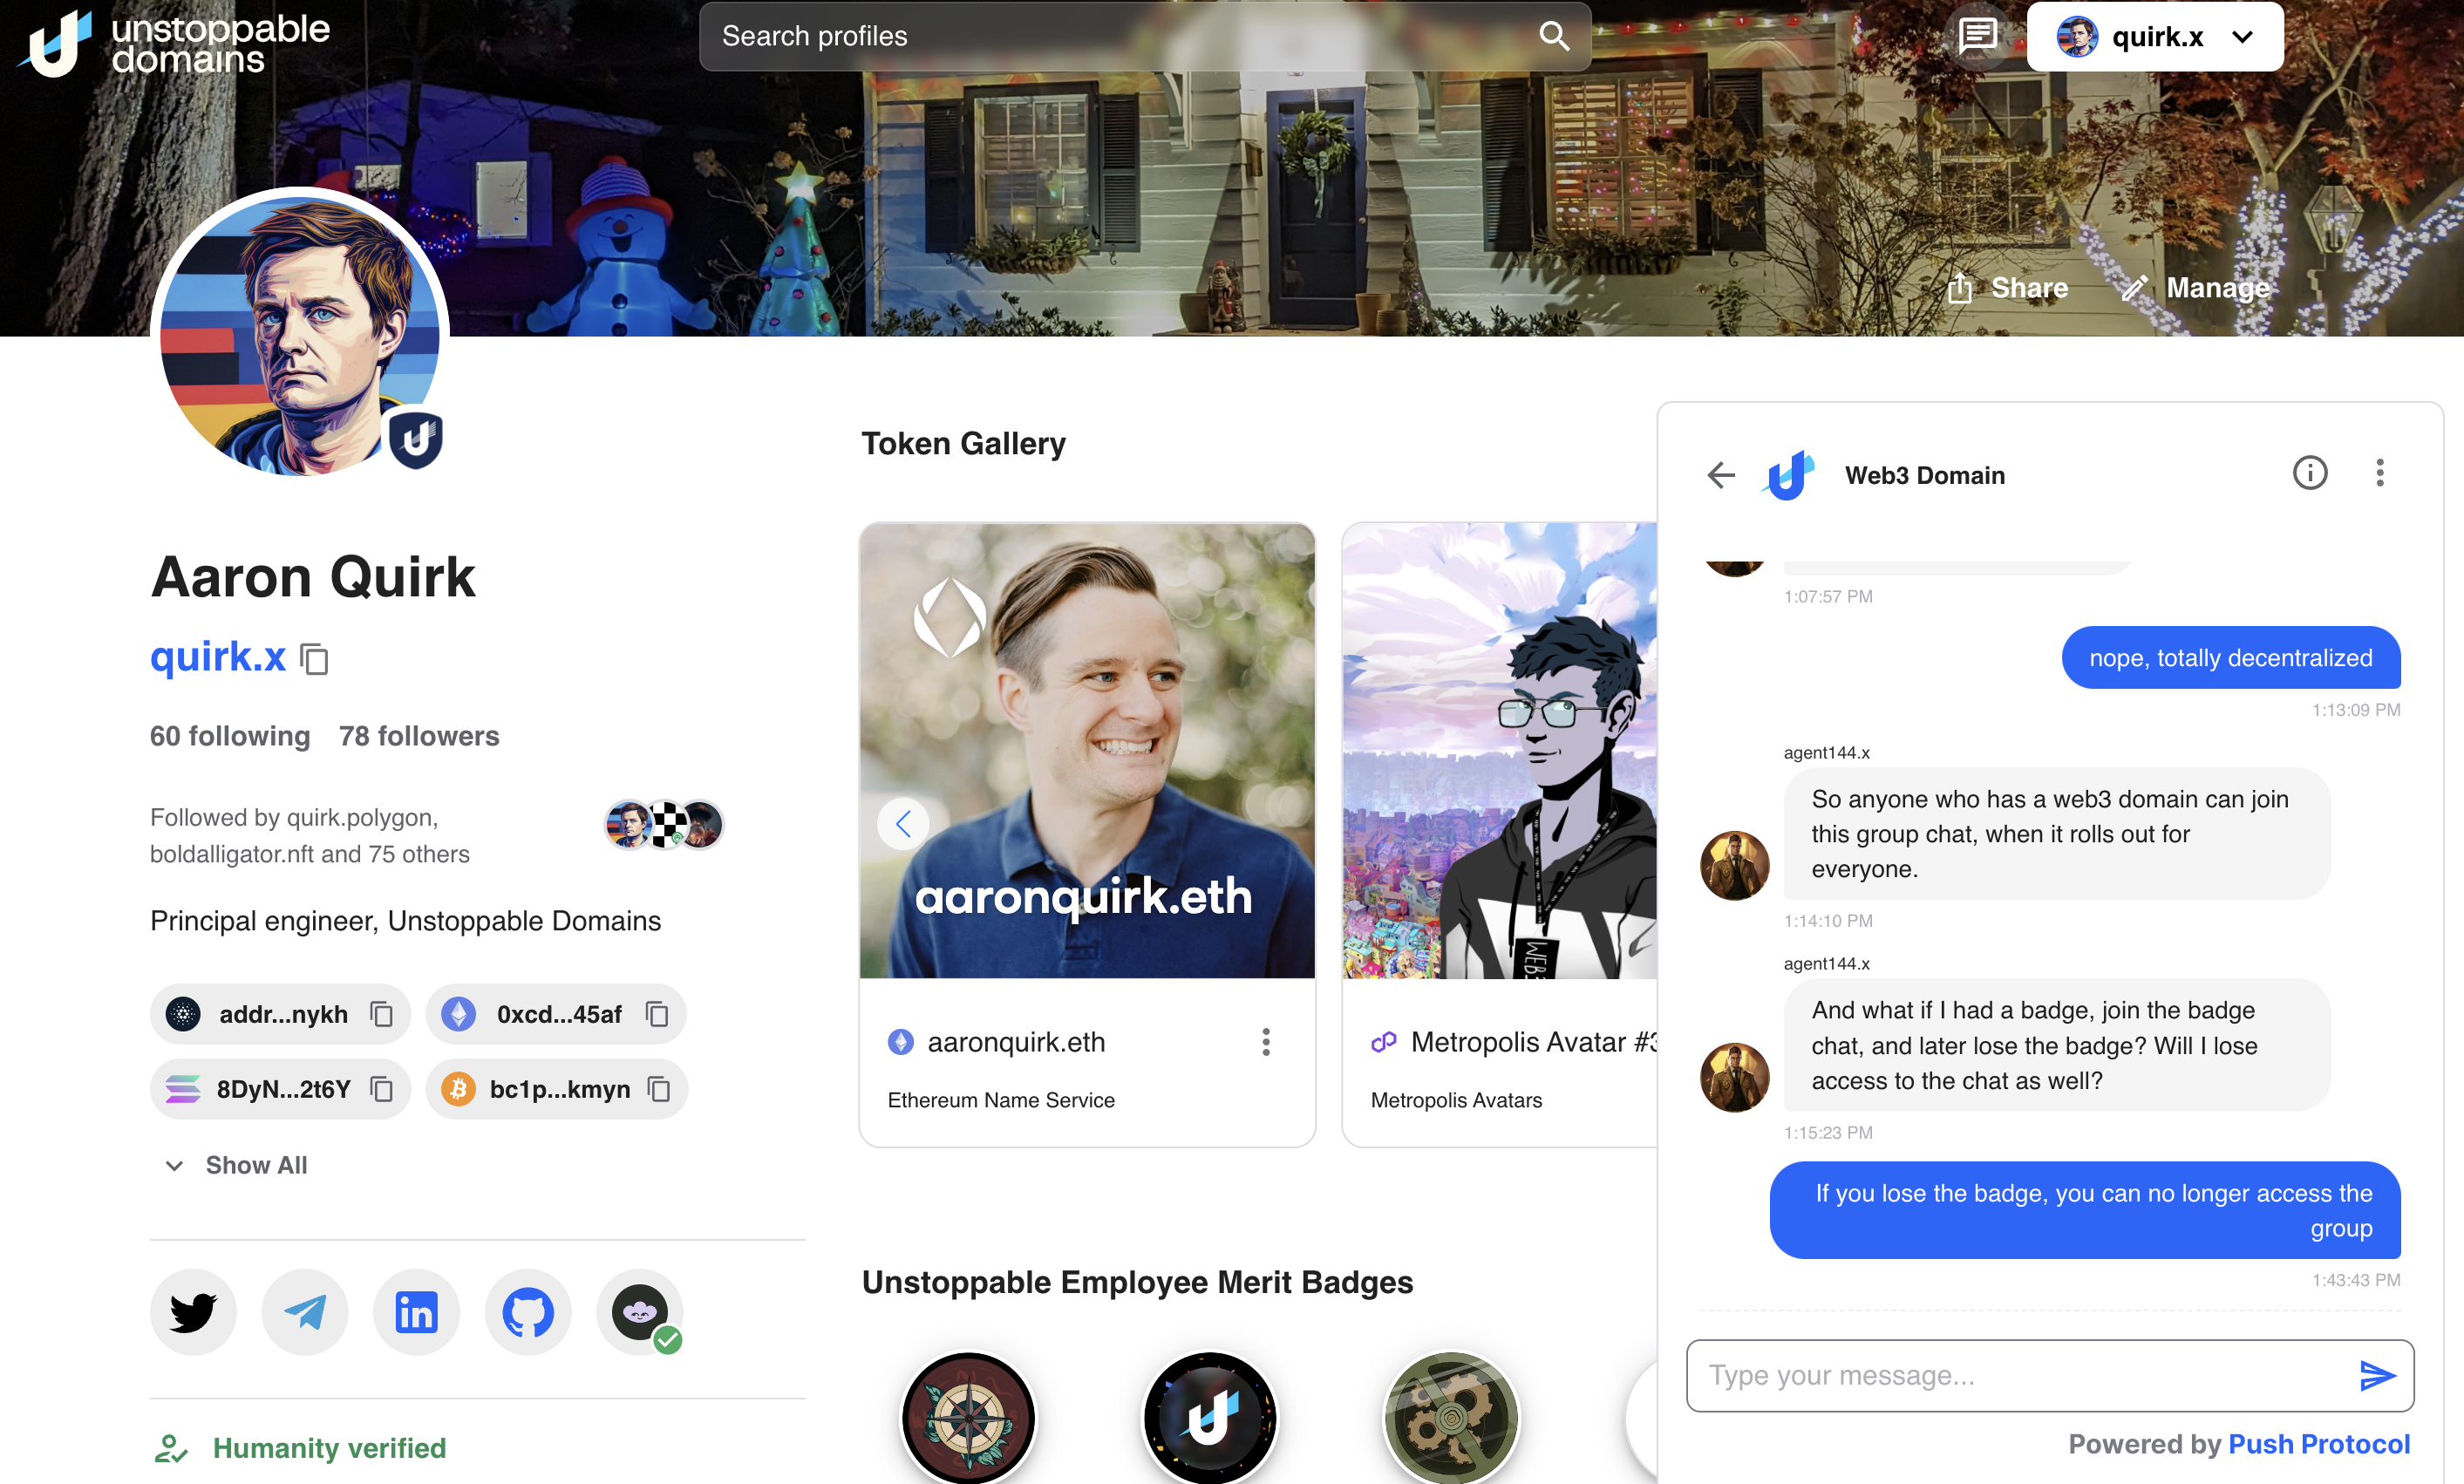 unstoppable
domains
Search profiles
quirk.x
Share
Manage
Aaron Quirk
quirk.x
60 following 78 followers
Followed by quirk.polygon,
boldalligator.nft and 75 others
Principal engineer, Unstoppable Domains
addr...nykh
0xcd...45af
8DyN...2t6Y
bc1p...kmyn
Show All
in
Humanity verified
Token Gallery
aaronquirk.eth
aaronquirk.eth
Ethereum Name Service
WEB3
Metropolis Avatar #3
Metropolis Avatars
Unstoppable Employee Merit Badges
Web3 Domain
1:07:57 PM
nope, totally decentralized
1:13:09 PM
agent144.x
So anyone who has a web3 domain can join
this group chat, when it rolls out for
everyone.
1:14:10 PM
agent144.x
And what if I had a badge, join the badge
chat, and later lose the badge? Will I lose
access to the chat as well?
1:15:23 PM
If you lose the badge, you can no longer access the
group
1:43:43 PM
Type your message...
Powered by Push Protocol